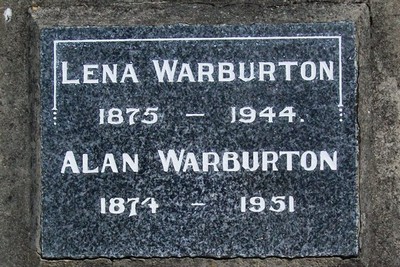 LENA WARBURTON
1875 — 1944.
ALAN WARBURTON
1874 - 1951